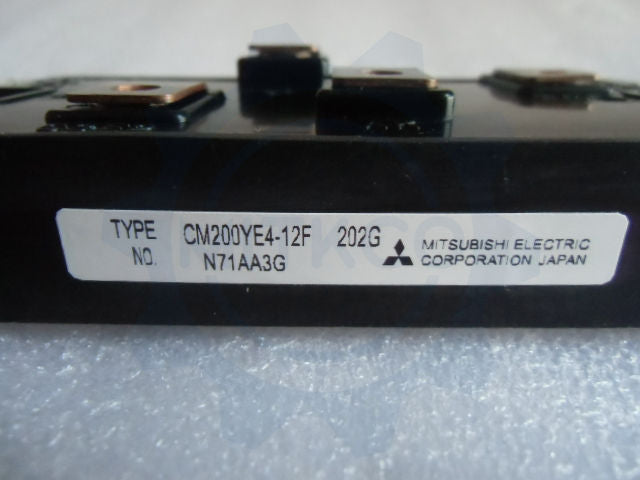 TYPE CM200YE4-12F 202G
NO. N71AA3G
MITSUBISHI ELECTRIC
CORPORATION JAPAN